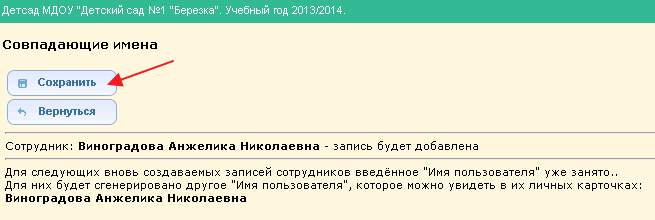 Детсад МДОУ "Детский сад №1 "Березка". Учебный год 2013/2014.
Совпадающие имена
Сохранить
Вернуться
Сотрудник: Виноградова Анжелика Николаевна - запись будет добавлена
Для следующих вновь создаваемых записей сотрудников введённое "Имя пользователя" уже занято..
Для них будет сгенерировано другое "Имя пользователя", которое можно увидеть в их личных карточках:
Виноградова Анжелика Николаевна